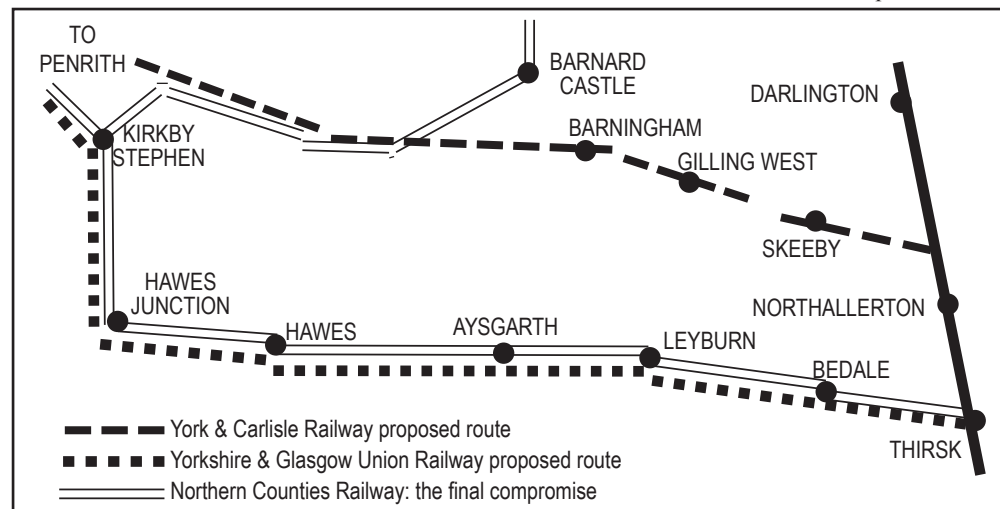 TO
PENRITH
BARNARD
CASTLE
DARLINGTON
KIRKBY
STEPHEN
BARNINGHAM
GILLING WEST
SKEEBY
HAWES
JUNCTION
NORTHALLERTON
HAWES
AYSGARTH
LEYBURN
BEDALE
THIRSK
York & Carlisle Railway proposed route
Yorkshire & Glasgow Union Railway proposed route
Northern Counties Railway: the final compromise